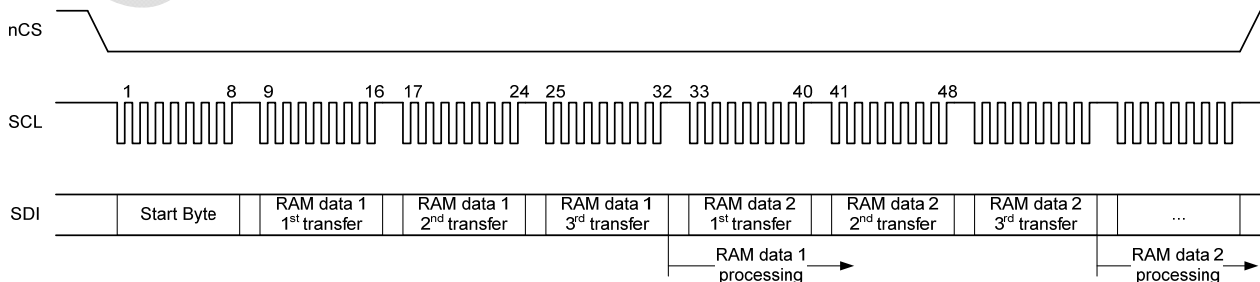 nCS
1 8 9 16 17 24 25 32 33 40 41 48
SCL
SDI Start Byte RAM data 1 RAM data 1 RAM data 1 RAM data 2 RAM data 2 RAM data 2 ...
1st transfer 2nd transfer 3rd transfer 1st transfer 2nd transfer 3rd transfer
RAM data 1 RAM data 2
processing processing